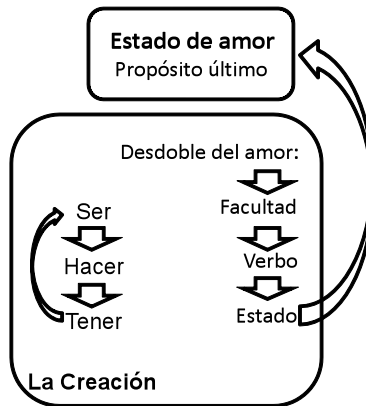 Estado de amor
Propósito último
Desdoble del amor:
Facultad
Verbo
Estado
Ser
Hacer
Tener
La Creación